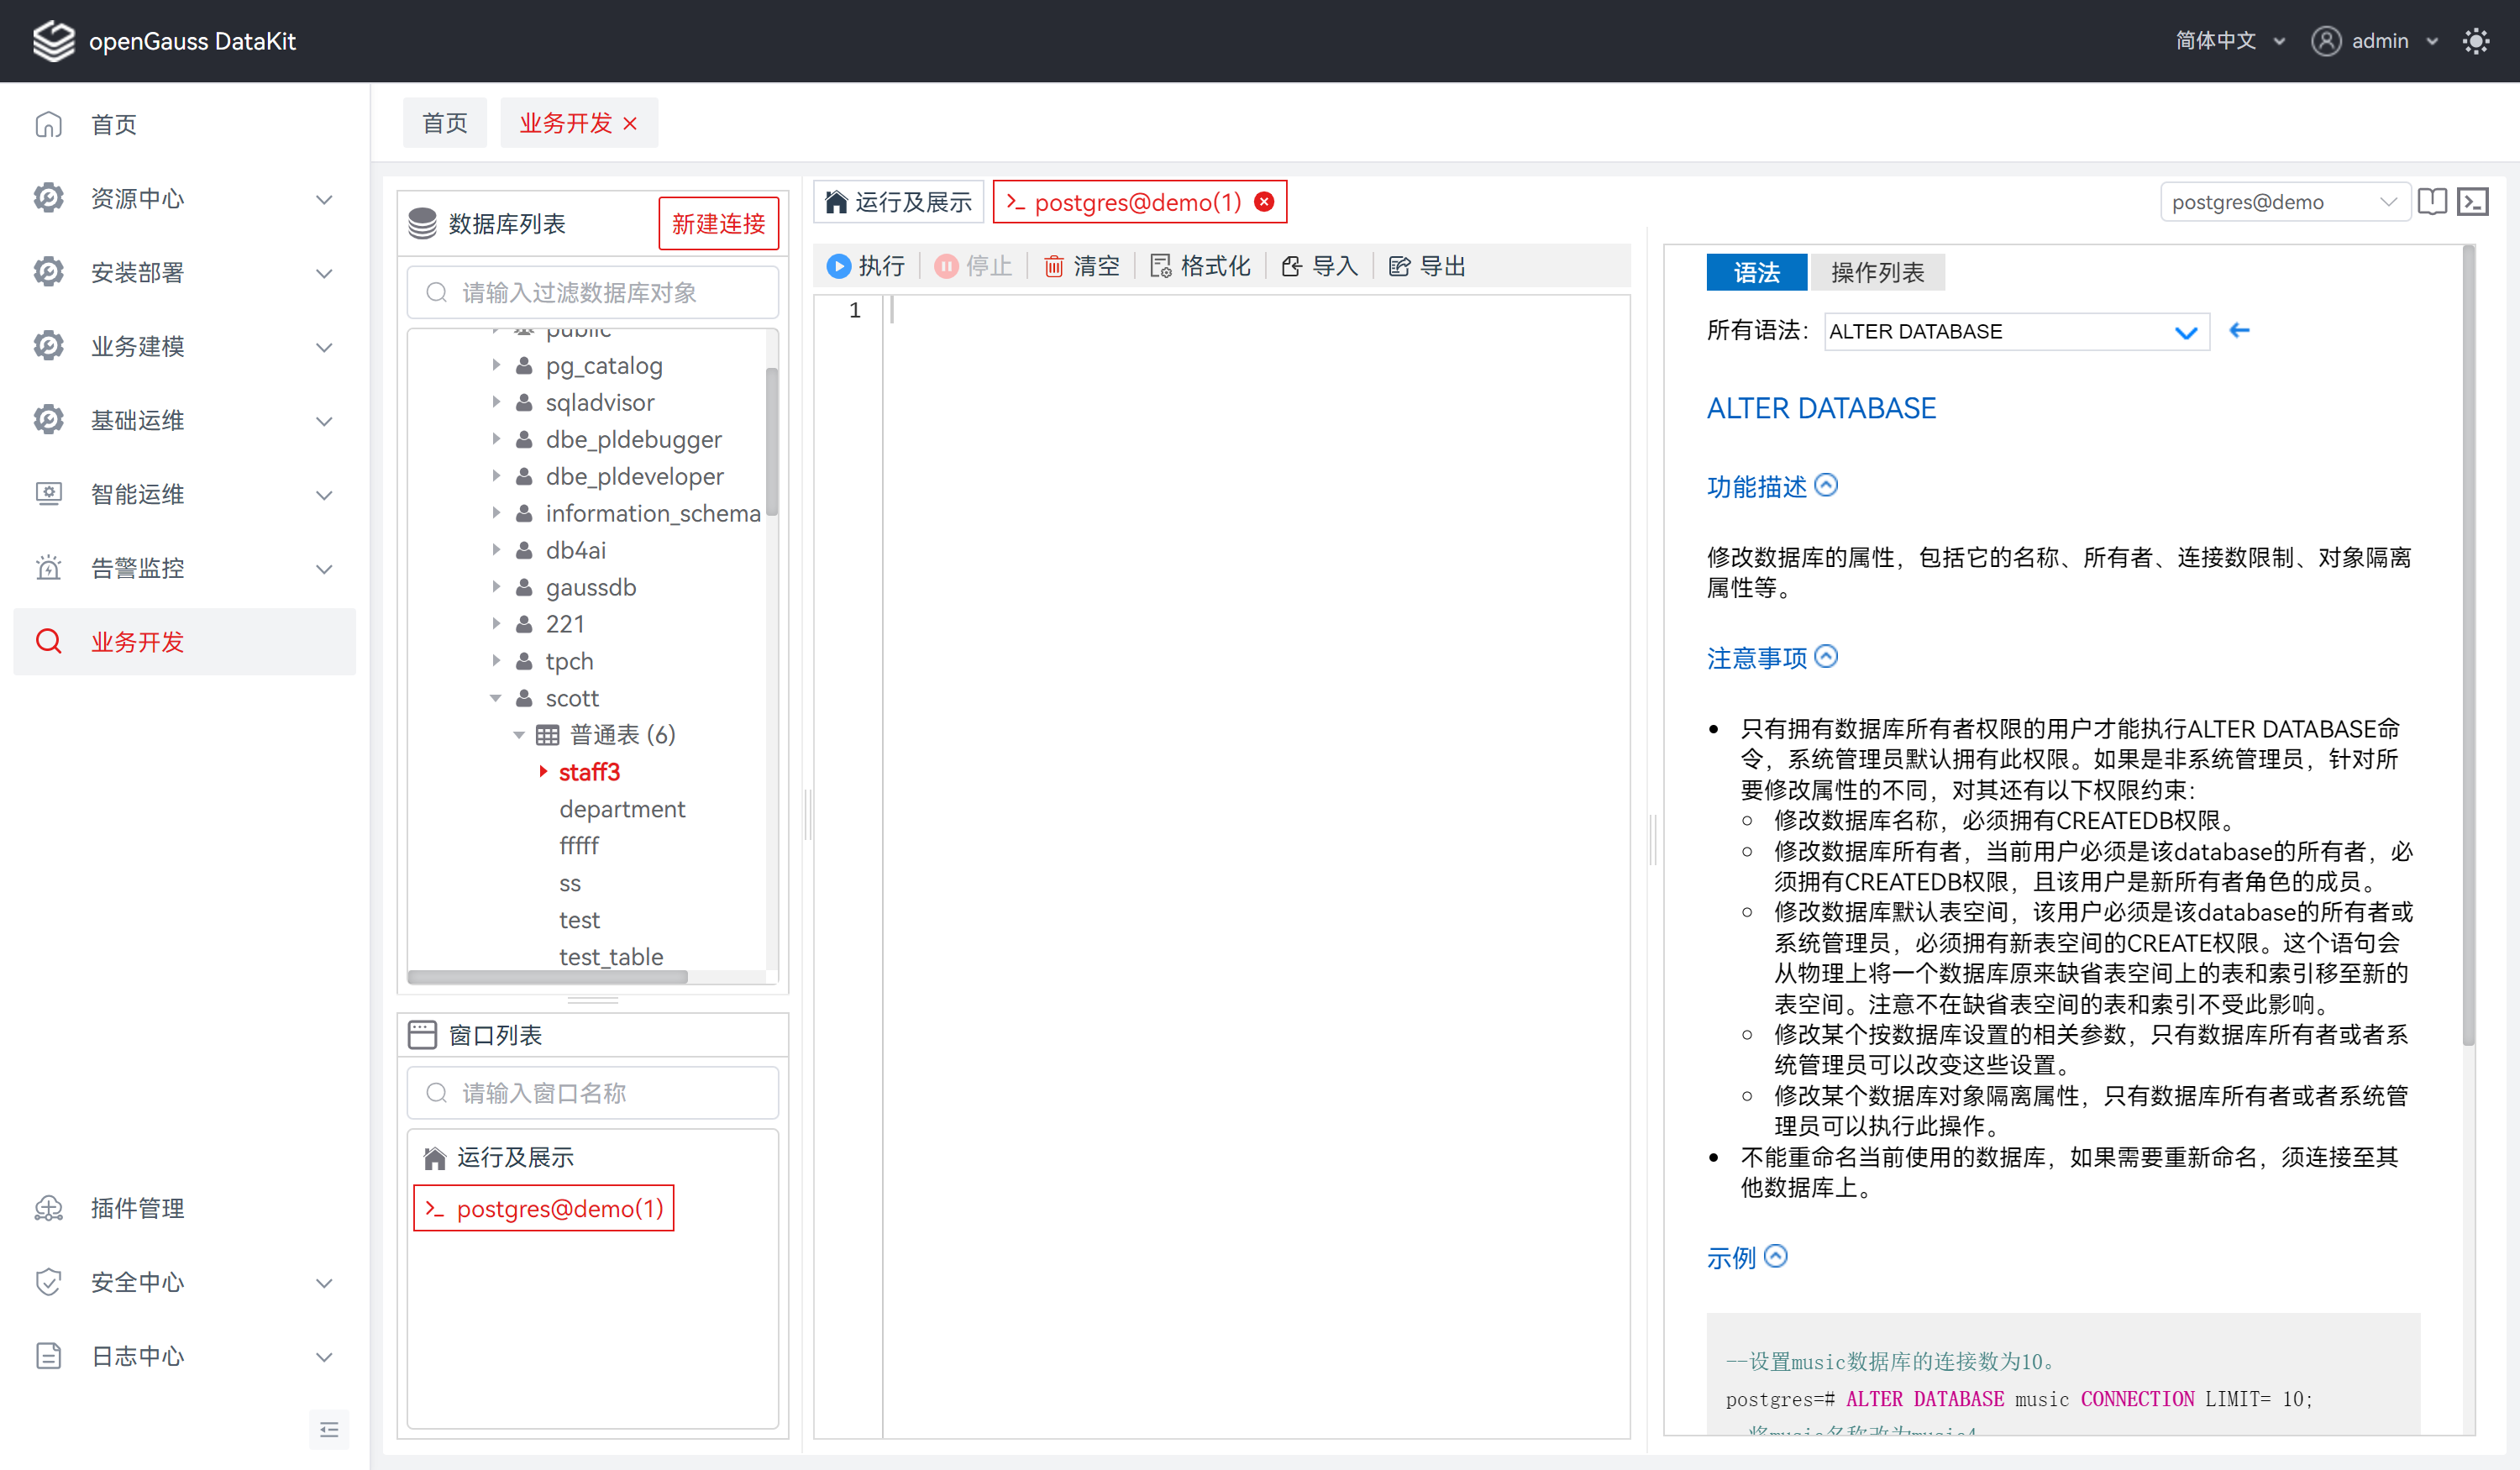 openGauss DataKit
简体中文
admin
首页
资源中心
安装部署
业务建模
基础运维
智能运维
告警监控
业务开发
插件管理
安全中心
日志中心
首页
业务开发
数据库列表
新建连接
请输入过滤数据库对象
public
pg_catalog
sqladvisor
dbe_pldebugger
dbe_pldeveloper
information_schema
db4ai
gaussdb
221
tpch
scott
普通表 (6)
staff3
department
fffff
ss
test
test_table
窗口列表
请输入窗口名称
运行及展示
postgres@demo(1)
运行及展示
postgres@demo(1)
postgres@demo
执行
停止
清空
格式化
导入
导出
1
语法
操作列表
所有语法：
ALTER DATABASE
ALTER DATABASE
功能描述
修改数据库的属性，包括它的名称、所有者、连接数限制、对象隔离
属性等。
注意事项
只有拥有数据库所有者权限的用户才能执行ALTER DATABASE命
令，系统管理员默认拥有此权限。如果是非系统管理员，针对所
要修改属性的不同，对其还有以下权限约束：
修改数据库名称，必须拥有CREATEDB权限。
修改数据库所有者，当前用户必须是该database的所有者，必
须拥有CREATEDB权限，且该用户是新所有者角色的成员。
修改数据库默认表空间，该用户必须是该database的所有者或
系统管理员，必须拥有新表空间的CREATE权限。这个语句会
从物理上将一个数据库原来缺省表空间上的表和索引移至新的
表空间。注意不在缺省表空间的表和索引不受此影响。
修改某个按数据库设置的相关参数，只有数据库所有者或者系
统管理员可以改变这些设置。
修改某个数据库对象隔离属性，只有数据库所有者或者系统管
理员可以执行此操作。
不能重命名当前使用的数据库，如果需要重新命名，须连接至其
他数据库上。
示例
--设置music数据库的连接数为10。
postgres=# ALTER DATABASE music CONNECTION LIMIT= 10;